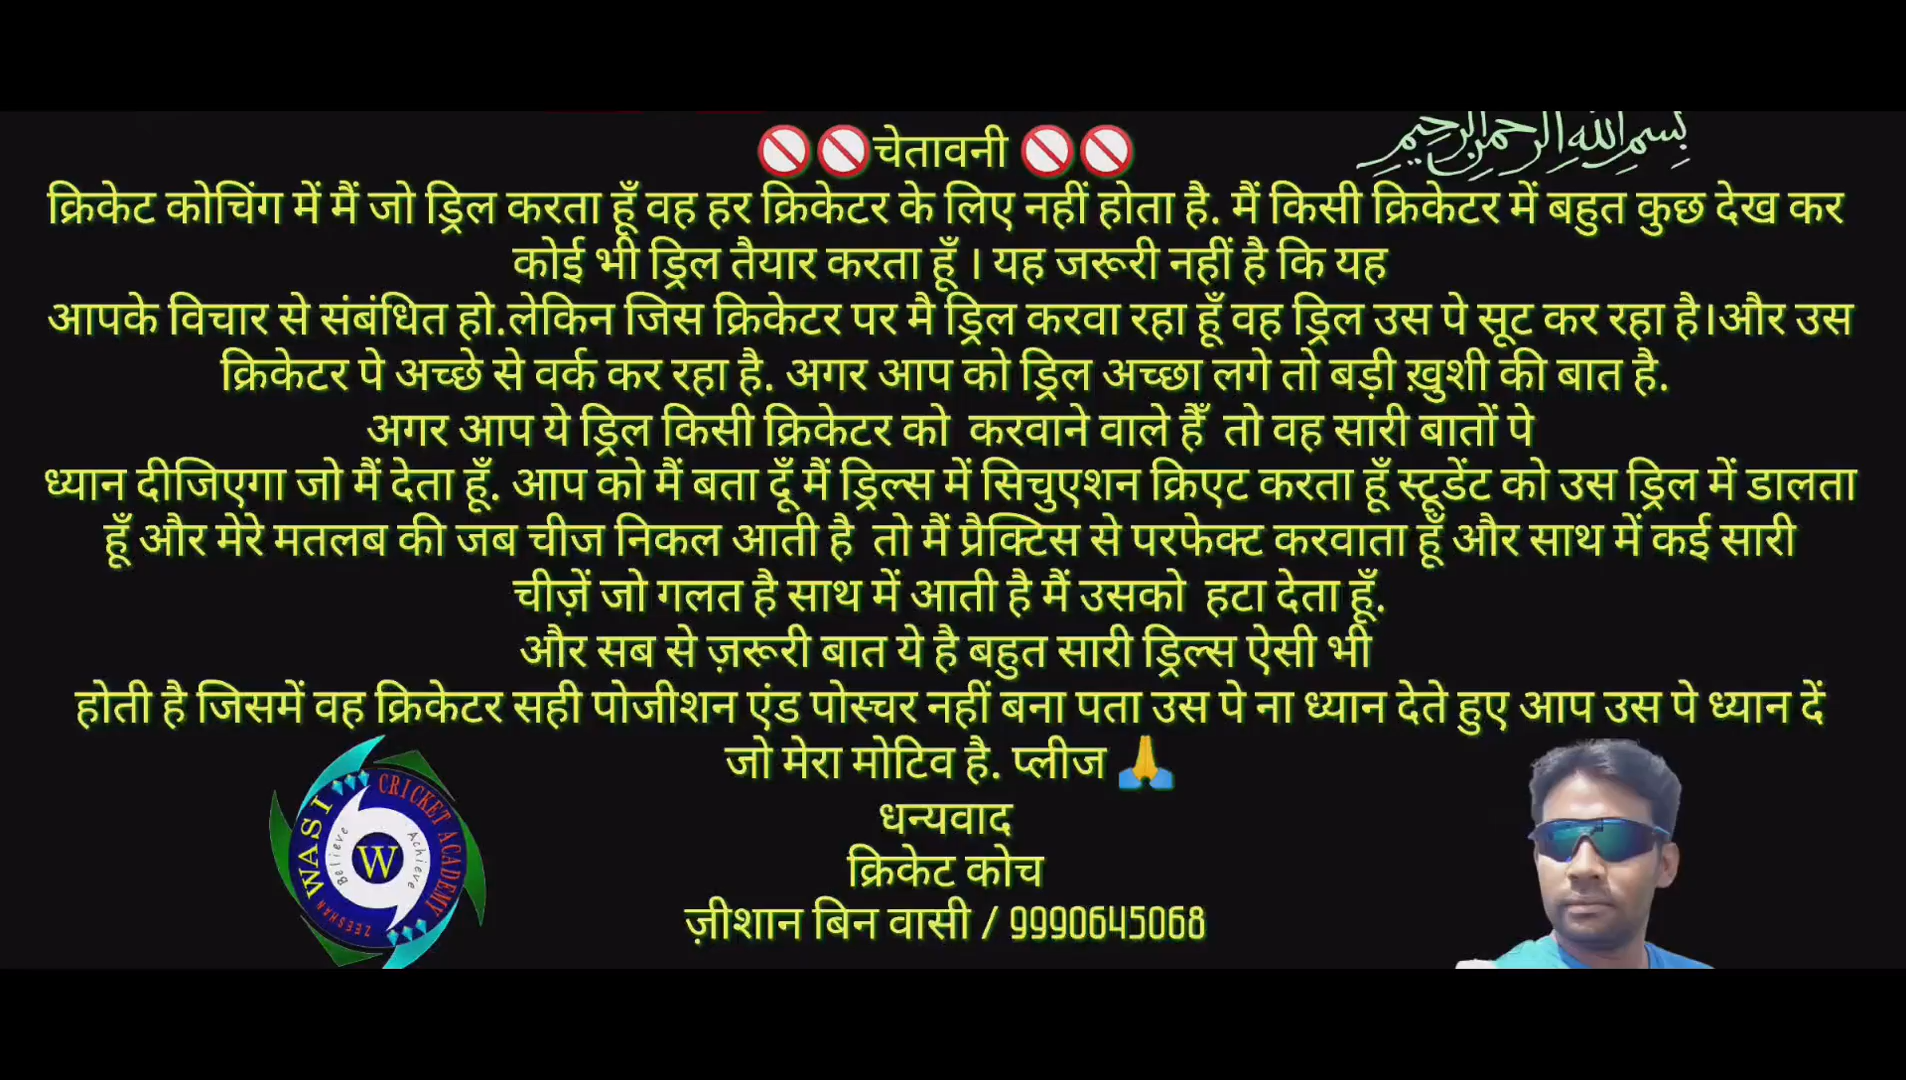 🚫🚫चेतावनी 🚫🚫
بِسْمِ اللهِ الرَّحْمٰنِ الرَّحِيْمِ
क्रिकेट कोचिंग में मैं जो ड्रिल करता हूँ वह हर क्रिकेटर के लिए नहीं होता है. मैं किसी क्रिकेटर में बहुत कुछ देख कर
कोई भी ड्रिल तैयार करता हूँ । यह जरूरी नहीं है कि यह
आपके विचार से संबंधित हो.लेकिन जिस क्रिकेटर पर मै ड्रिल करवा रहा हूँ वह ड्रिल उस पे सूट कर रहा है।और उस
क्रिकेटर पे अच्छे से वर्क कर रहा है. अगर आप को ड्रिल अच्छा लगे तो बड़ी ख़ुशी की बात है.
अगर आप ये ड्रिल किसी क्रिकेटर को करवाने वाले हैँ तो वह सारी बातों पे
ध्यान दीजिएगा जो मैं देता हूँ. आप को मैं बता दूँ मैं ड्रिल्स में सिचुएशन क्रिएट करता हूँ स्टूडेंट को उस ड्रिल में डालता
हूँ और मेरे मतलब की जब चीज निकल आती है तो मैं प्रैक्टिस से परफेक्ट करवाता हूँ और साथ में कई सारी
चीज़ें जो गलत है साथ में आती है मैं उसको हटा देता हूँ.
और सब से ज़रूरी बात ये है बहुत सारी ड्रिल्स ऐसी भी
होती है जिसमें वह क्रिकेटर सही पोजीशन एंड पोस्चर नहीं बना पता उस पे ना ध्यान देते हुए आप उस पे ध्यान दें
जो मेरा मोटिव है. प्लीज 🙏
धन्यवाद
क्रिकेट कोच
ज़ीशान बिन वासी / 9990645068
WASI CRICKET ACADEMY
Believe Achieve
W
ZEESHAN